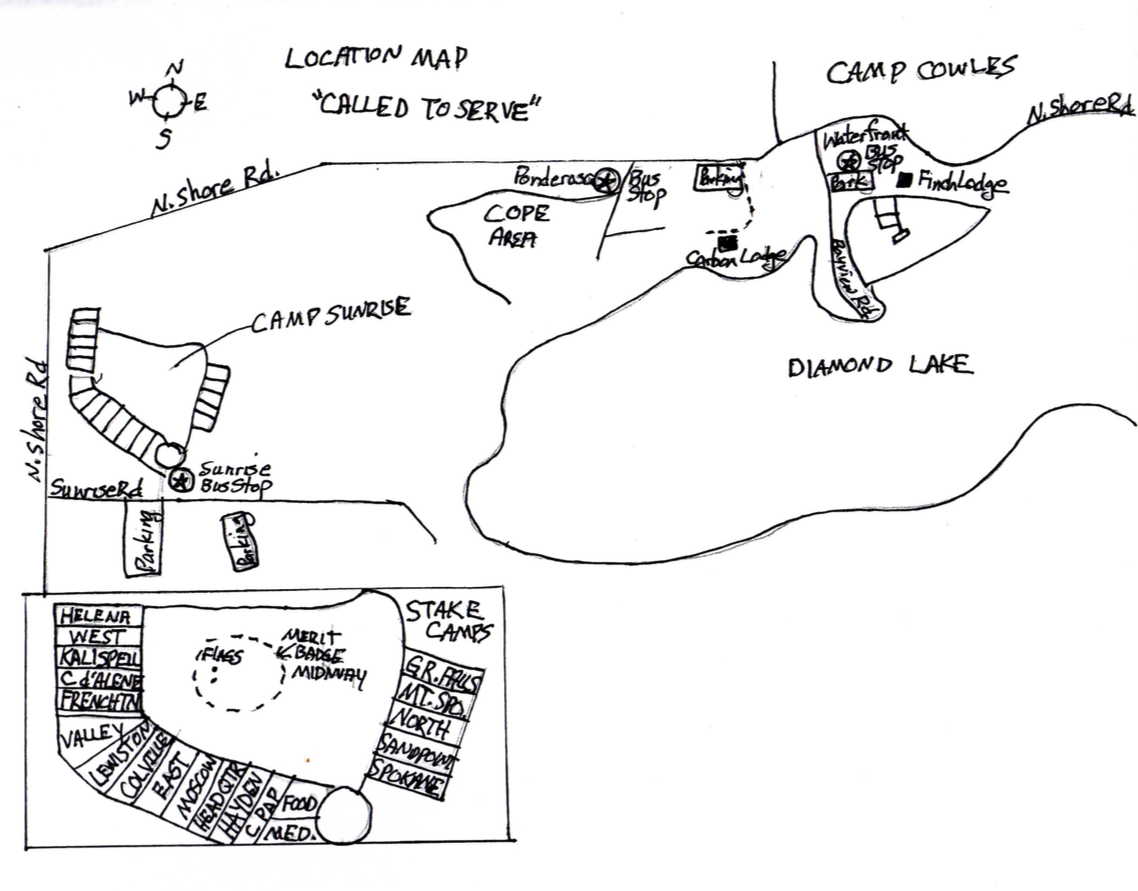 LOCATION MAP
"CALLED TO SERVE"
CAMP COWLES
N
W E
S
N. Shore Rd.
N. Shore Rd
Waterfront
Bus
Stop
Park.
Finch Lodge
Ponderosa
Bus
Stop
Parking
COPE
AREA
Carbon Lodge
Bayview Rd.
DIAMOND LAKE
CAMP SUNRISE
N. Shore Rd
Sunrise
Bus Stop
Sunrise Rd
Parking
Parking
STAKE
CAMPS
HELENA
WEST
KALISPELL
C d'ALENE
FRENCHTN
VALLEY
LEWISTON
COLVILLE
EAST
MOSCOW
HEADQTR
HAYDEN
C PAP
FOOD
MED.
FLAGS
MERIT
BADGE
MIDWAY
GR. FALLS
MT. SPO.
NORTH
SANDPOINT
SPOKANE